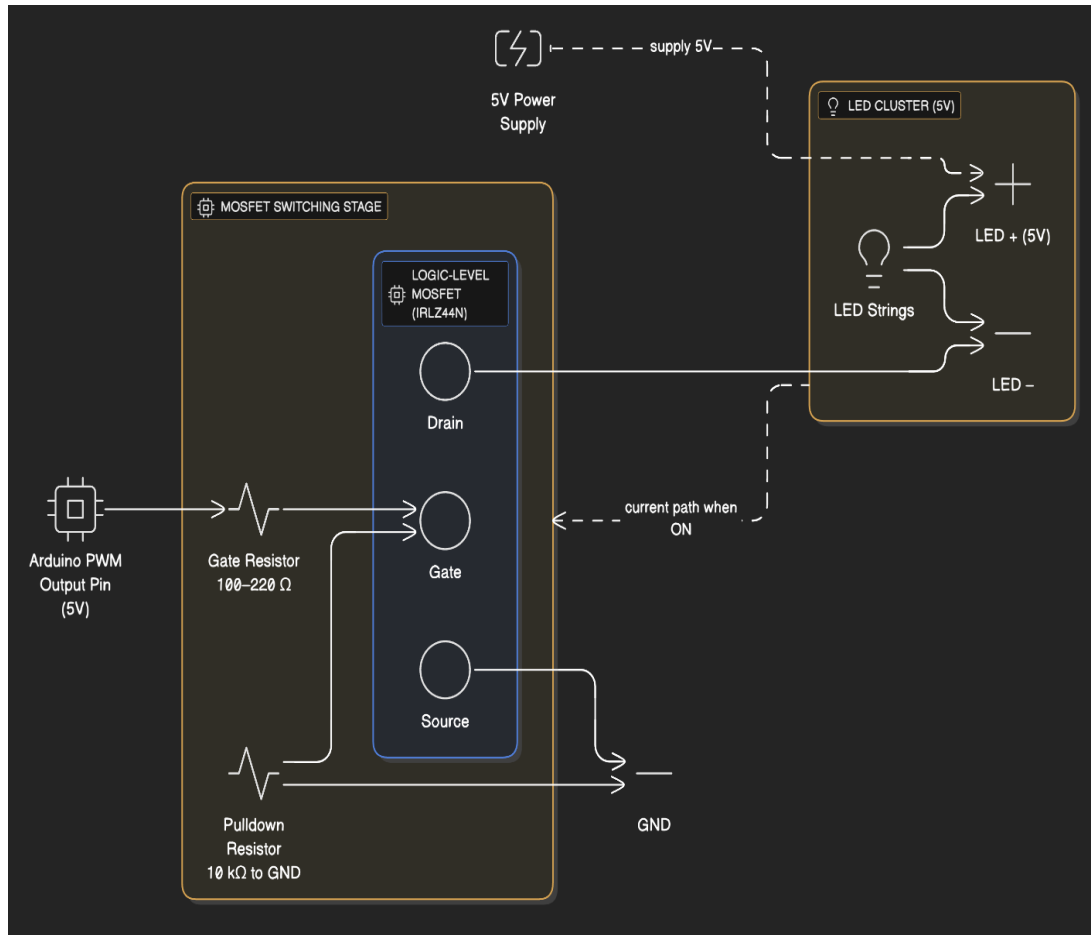 supply 5V
5V Power
Supply
LED CLUSTER (5V)
MOSFET SWITCHING STAGE
LED + (5V)
LOGIC-LEVEL
MOSFET
(IRLZ44N)
LED Strings
LED –
Drain
current path when
ON
Arduino PWM
Output Pin
(5V)
Gate Resistor
100–220 Ω
Gate
Source
Pulldown
Resistor
10 kΩ to GND
GND